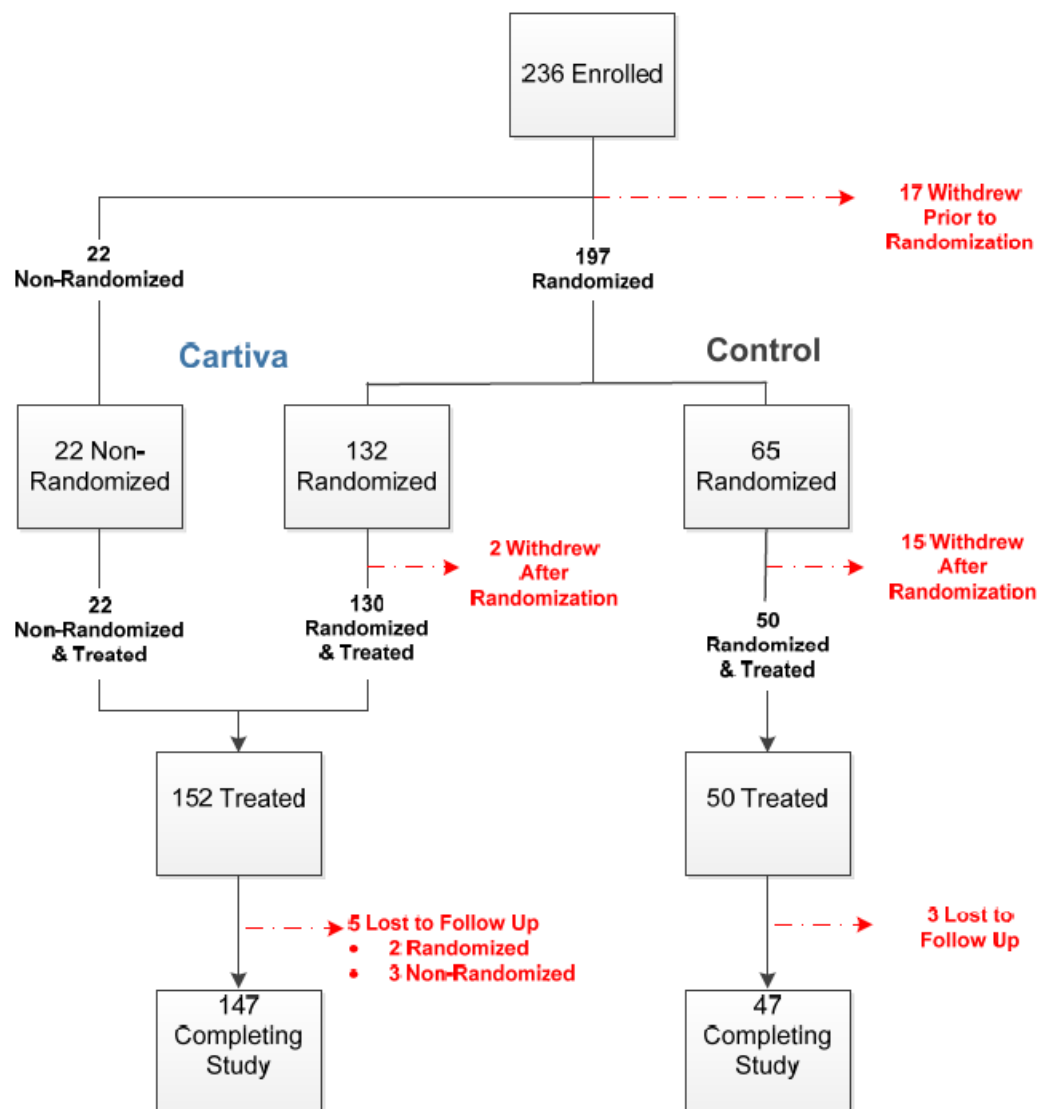 236 Enrolled
17 Withdrew
Prior to
Randomization
22
Non-Randomized
197
Randomized
Cartiva
Control
22 Non-
Randomized
132
Randomized
65
Randomized
2 Withdrew
After
Randomization
15 Withdrew
After
Randomization
22
Non-Randomized
& Treated
130
Randomized
& Treated
50
Randomized
& Treated
152 Treated
50 Treated
5 Lost to Follow Up
• 2 Randomized
• 3 Non-Randomized
3 Lost to
Follow Up
147
Completing
Study
47
Completing
Study